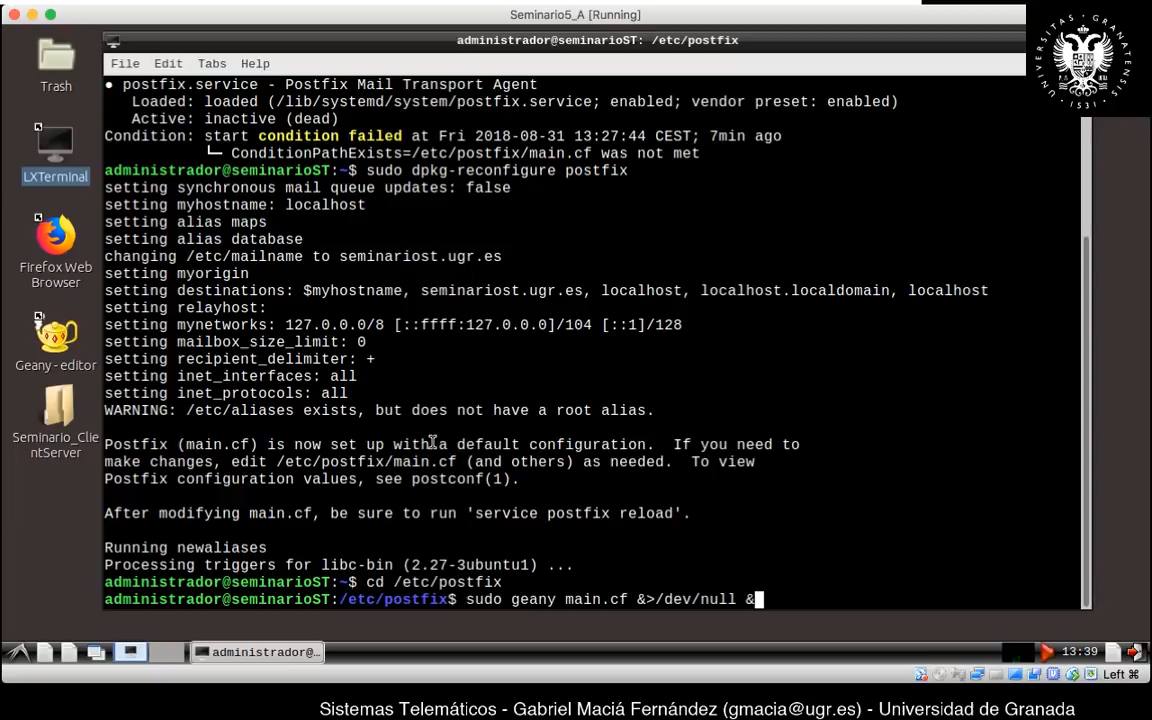 Seminario5_A [Running]
UNIVERSITAS GRANATENSIS
1531
administrador@seminarioST: /etc/postfix
File Edit Tabs Help
Trash
LXTerminal
Firefox Web
Browser
Geany - editor
Seminario_Clie
ntServer
● postfix.service - Postfix Mail Transport Agent
Loaded: loaded (/lib/systemd/system/postfix.service; enabled; vendor preset: enabled)
Active: inactive (dead)
Condition: start condition failed at Fri 2018-08-31 13:27:44 CEST; 7min ago
└─ ConditionPathExists=/etc/postfix/main.cf was not met
administrador@seminarioST:~$ sudo dpkg-reconfigure postfix
setting synchronous mail queue updates: false
setting myhostname: localhost
setting alias maps
setting alias database
changing /etc/mailname to seminariost.ugr.es
setting myorigin
setting destinations: $myhostname, seminariost.ugr.es, localhost, localhost.localdomain, localhost
setting relayhost:
setting mynetworks: 127.0.0.0/8 [::ffff:127.0.0.0]/104 [::1]/128
setting mailbox_size_limit: 0
setting recipient_delimiter: +
setting inet_interfaces: all
setting inet_protocols: all
WARNING: /etc/aliases exists, but does not have a root alias.
Postfix (main.cf) is now set up with a default configuration.  If you need to
make changes, edit /etc/postfix/main.cf (and others) as needed.  To view
Postfix configuration values, see postconf(1).
After modifying main.cf, be sure to run 'service postfix reload'.
Running newaliases
Processing triggers for libc-bin (2.27-3ubuntu1) ...
administrador@seminarioST:~$ cd /etc/postfix
administrador@seminarioST:/etc/postfix$ sudo geany main.cf &>/dev/null &
administrador@...
13:39
Left ⌘
Sistemas Telemáticos - Gabriel Maciá Fernández (gmacia@ugr.es) - Universidad de Granada